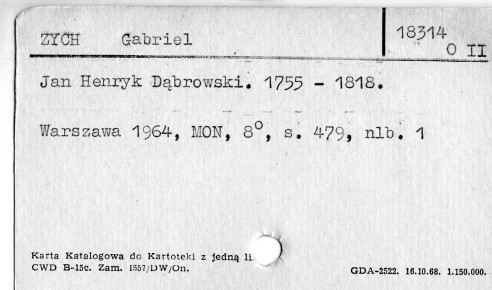 ZYCH Gabriel
18314
O II
Jan Henryk Dąbrowski. 1755 - 1818.
Warszawa 1964, MON, 8°, s. 479, nlb. 1
Karta Katalogowa do Kartoteki z jedną
CWD B-15c. Zam. 1557/DW/On.
GDA-2522. 16.10.68. 1.150.000.